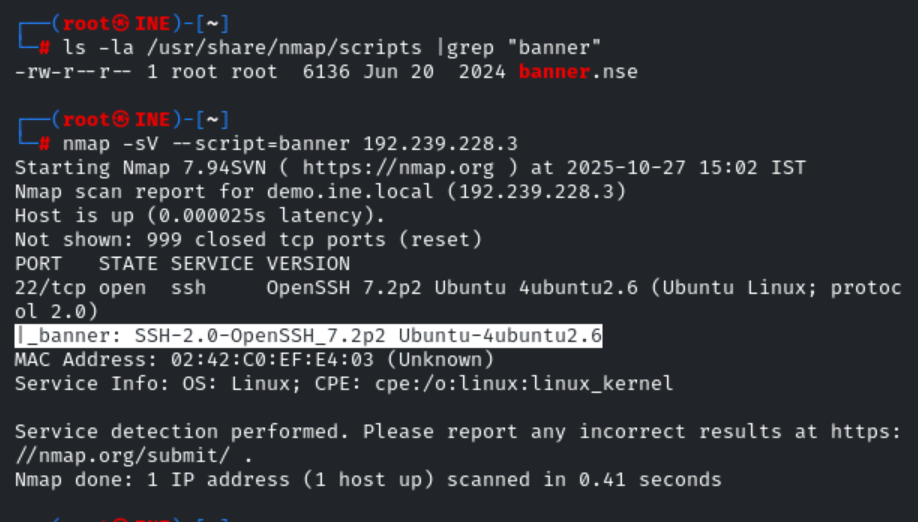 ┌──(root㉿INE)-[~]
└─# ls -la /usr/share/nmap/scripts |grep "banner"
-rw-r--r-- 1 root root  6136 Jun 20  2024 banner.nse
┌──(root㉿INE)-[~]
└─# nmap -sV --script=banner 192.239.228.3
Starting Nmap 7.94SVN ( https://nmap.org ) at 2025-10-27 15:02 IST
Nmap scan report for demo.ine.local (192.239.228.3)
Host is up (0.000025s latency).
Not shown: 999 closed tcp ports (reset)
PORT   STATE SERVICE VERSION
22/tcp open  ssh     OpenSSH 7.2p2 Ubuntu 4ubuntu2.6 (Ubuntu Linux; protoc
ol 2.0)
|_banner: SSH-2.0-OpenSSH_7.2p2 Ubuntu-4ubuntu2.6
MAC Address: 02:42:C0:EF:E4:03 (Unknown)
Service Info: OS: Linux; CPE: cpe:/o:linux:linux_kernel
Service detection performed. Please report any incorrect results at https:
//nmap.org/submit/ .
Nmap done: 1 IP address (1 host up) scanned in 0.41 seconds